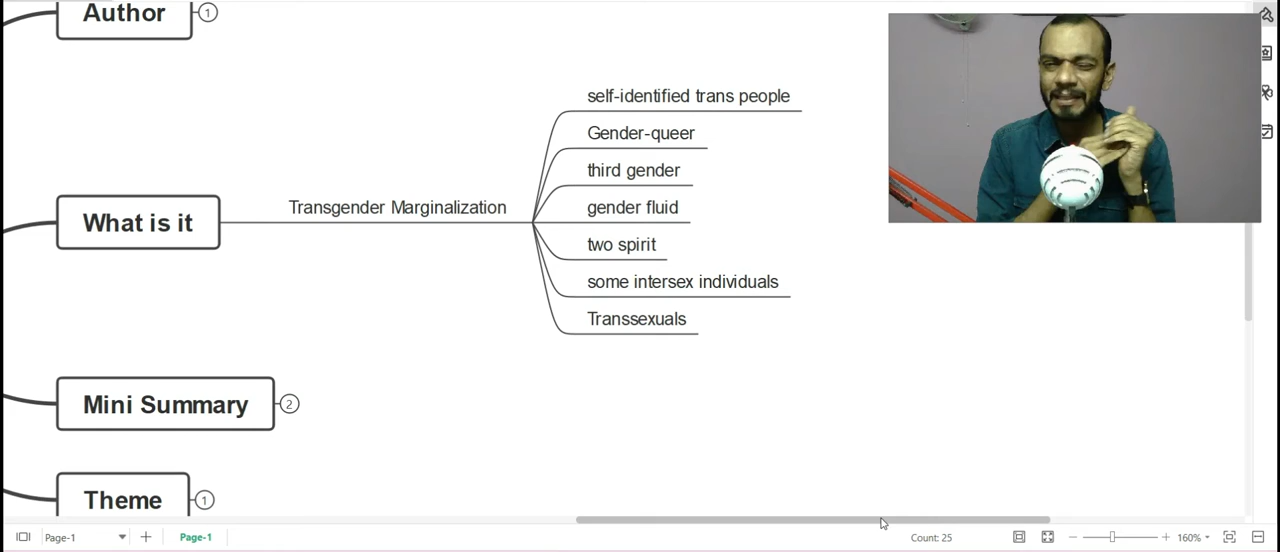 Author
1
self-identified trans people
Gender-queer
third gender
What is it
Transgender Marginalization
gender fluid
two spirit
some intersex individuals
Transsexuals
Mini Summary
2
Theme
1
Page-1
Page-1
Count: 25
160%